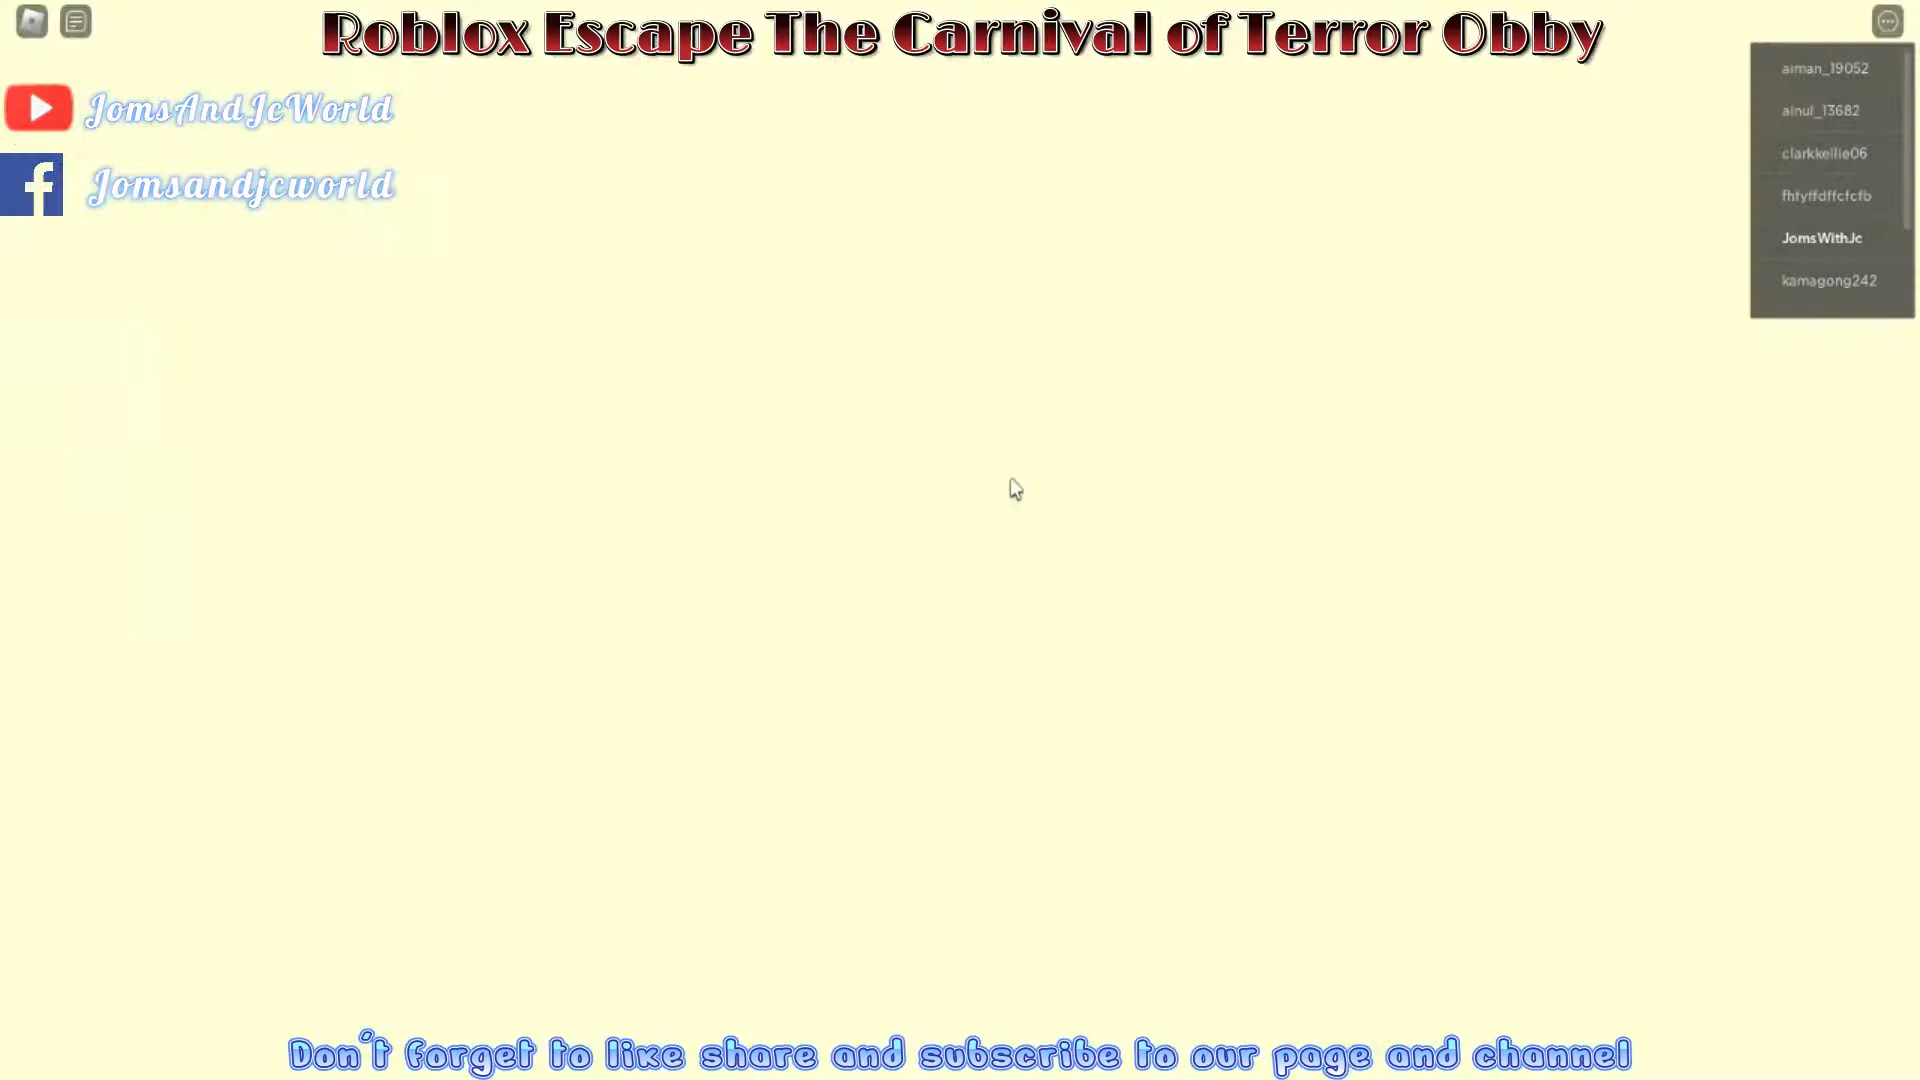 Roblox Escape The Carnival of Terror Obby
JomsAndJcWorld
Jomsandjcworld
aiman_19052
ainul_13682
clarkkellie06
fhfyffdffcfcfb
JomsWithJc
kamagong242
Don't forget to like share and subscribe to our page and channel